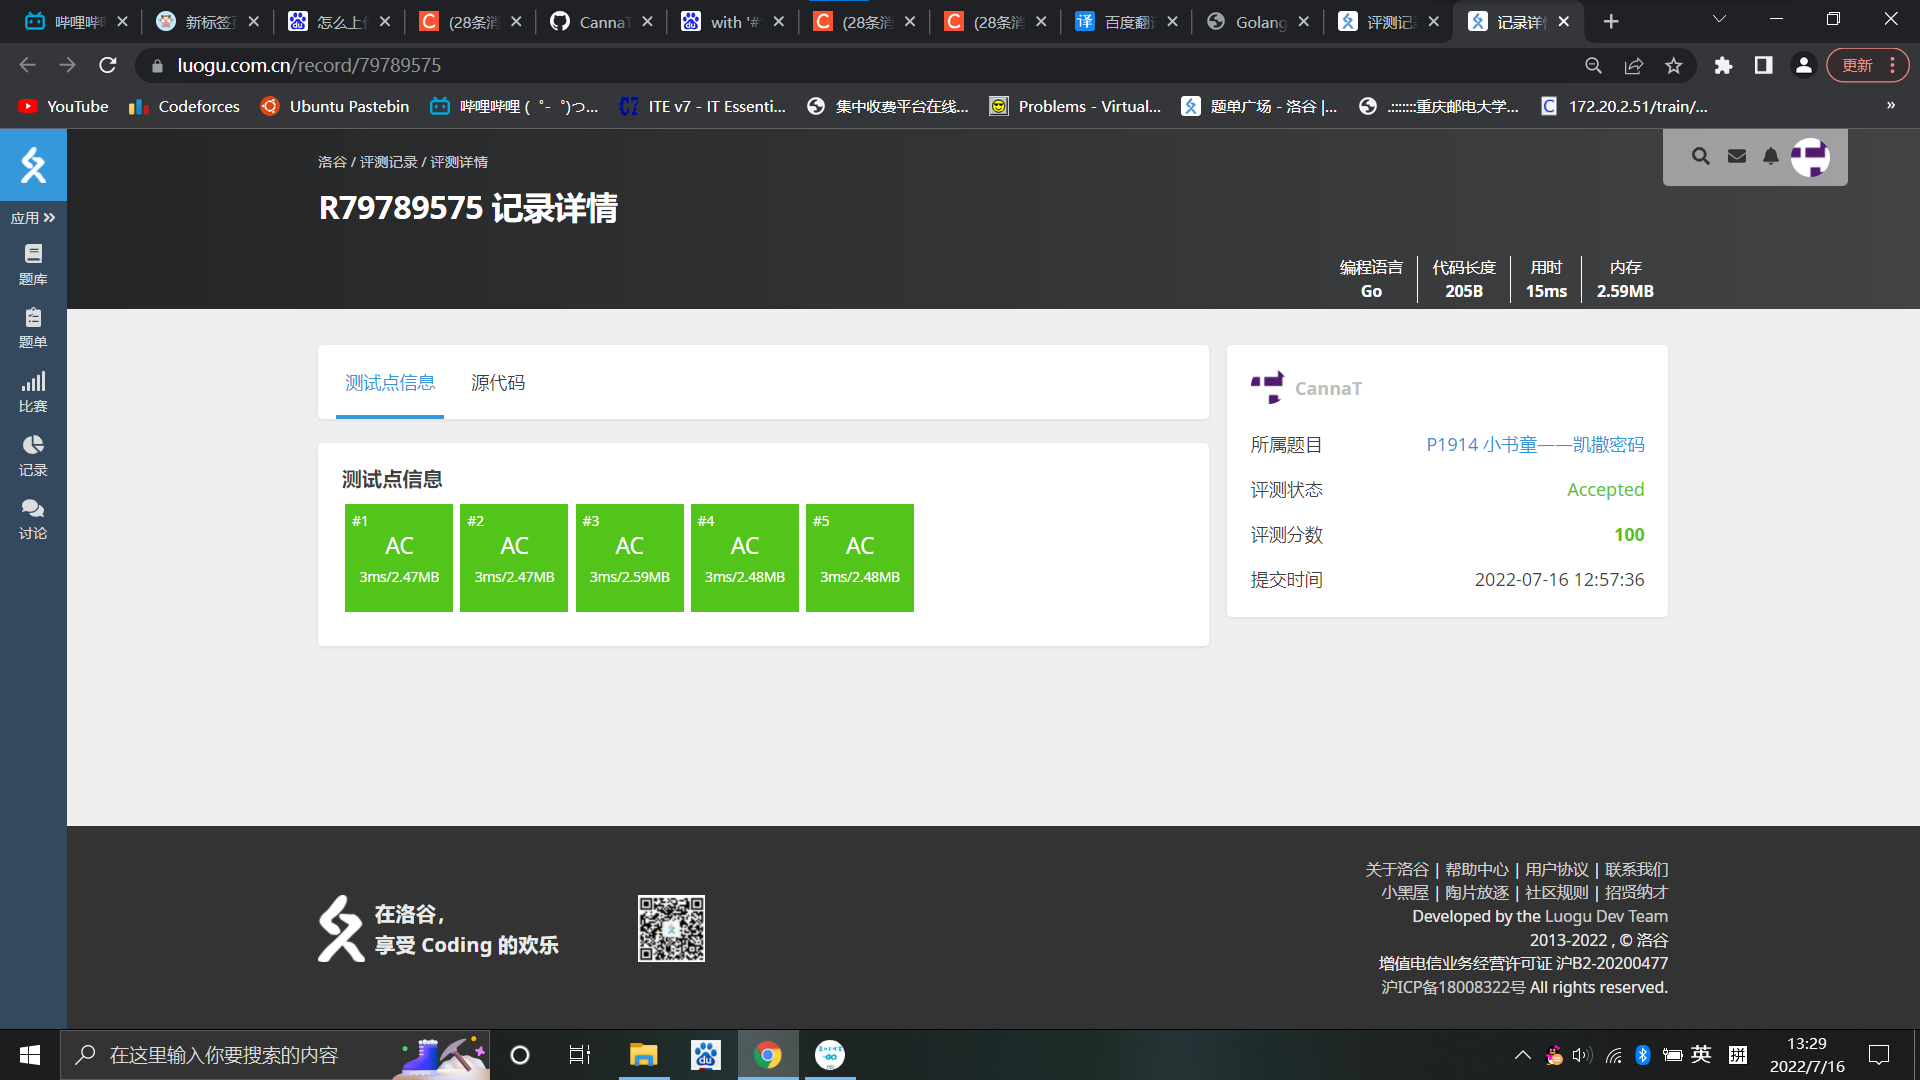 哔哩哔哩
新标签页
怎么上传
(28条消
CannaT
with '#'
(28条消
(28条消
百度翻译
Golang
评测记录
记录详情
luogu.com.cn/record/79789575
更新
YouTube
Codeforces
Ubuntu Pastebin
哔哩哔哩 ( ゜- ゜)つ...
ITE v7 - IT Essenti...
集中收费平台在线...
Problems - Virtual...
题单广场 - 洛谷 |...
.:::::::重庆邮电大学...
172.20.2.51/train/...
»
洛谷 / 评测记录 / 评测详情
R79789575 记录详情
编程语言
Go
代码长度
205B
用时
15ms
内存
2.59MB
应用
题库
题单
比赛
记录
讨论
测试点信息
源代码
测试点信息
#1
AC
3ms/2.47MB
#2
AC
3ms/2.47MB
#3
AC
3ms/2.59MB
#4
AC
3ms/2.48MB
#5
AC
3ms/2.48MB
CannaT
所属题目 P1914 小书童——凯撒密码
评测状态 Accepted
评测分数 100
提交时间 2022-07-16 12:57:36
在洛谷，
享受 Coding 的欢乐
关于洛谷 | 帮助中心 | 用户协议 | 联系我们
小黑屋 | 陶片放逐 | 社区规则 | 招贤纳才
Developed by the Luogu Dev Team
2013-2022 , © 洛谷
增值电信业务经营许可证 沪B2-20200477
沪ICP备18008322号 All rights reserved.
在这里输入你要搜索的内容
du
英
拼
13:29
2022/7/16